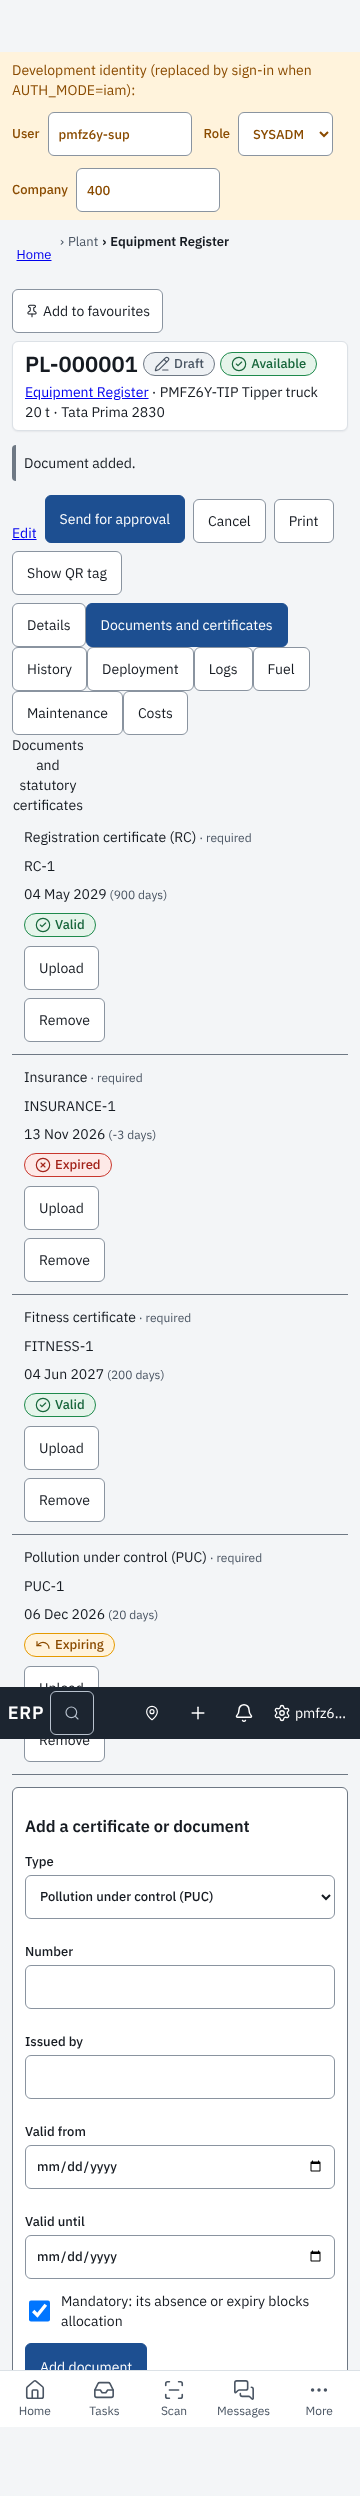 Development identity (replaced by sign-in when
AUTH_MODE=iam):
User pmfz6y-sup Role SYSADM
Company 400
Home › Plant › Equipment Register
Add to favourites
PL-000001 Draft Available
Equipment Register · PMFZ6Y-TIP Tipper truck
20 t · Tata Prima 2830
Document added.
Edit Send for approval Cancel Print
Show QR tag
Details Documents and certificates
History Deployment Logs Fuel
Maintenance Costs
Documents
and
statutory
certificates
Registration certificate (RC) · required
RC-1
04 May 2029 (900 days)
Valid
Upload
Remove
Insurance · required
INSURANCE-1
13 Nov 2026 (-3 days)
Expired
Upload
Remove
Fitness certificate · required
FITNESS-1
04 Jun 2027 (200 days)
Valid
Upload
Remove
Pollution under control (PUC) · required
PUC-1
06 Dec 2026 (20 days)
Expiring
Upload
ERP pmfz6...
Remove
Add a certificate or document
Type
Pollution under control (PUC)
Number
Issued by
Valid from
mm/dd/yyyy
Valid until
mm/dd/yyyy
Mandatory: its absence or expiry blocks
allocation
Add document
Home Tasks Scan Messages More